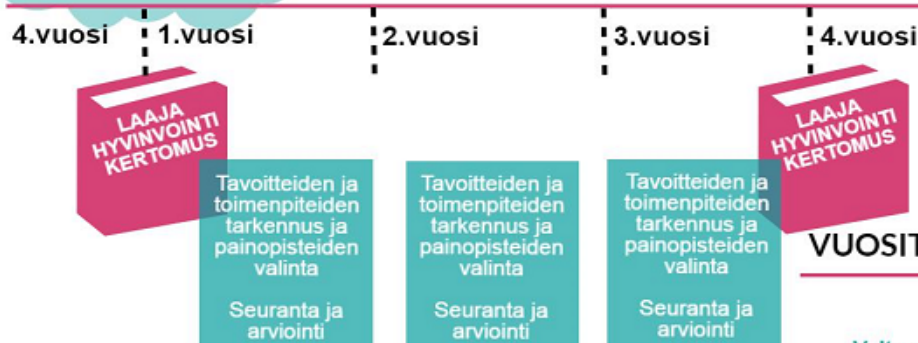 4.vuosi
1.vuosi
2.vuosi
3.vuosi
4.vuosi
LAAJA
HYVINVOINTI
KERTOMUS
LAAJA
HYVINVOINTI
KERTOMUS
Tavoitteiden ja
toimenpiteiden
tarkennus ja
painopisteiden
valinta
Seuranta ja
arviointi
Tavoitteiden ja
toimenpiteiden
tarkennus ja
painopisteiden
valinta
Seuranta ja
arviointi
Tavoitteiden ja
toimenpiteiden
tarkennus ja
painopisteiden
valinta
Seuranta ja
arviointi
VUOSIT